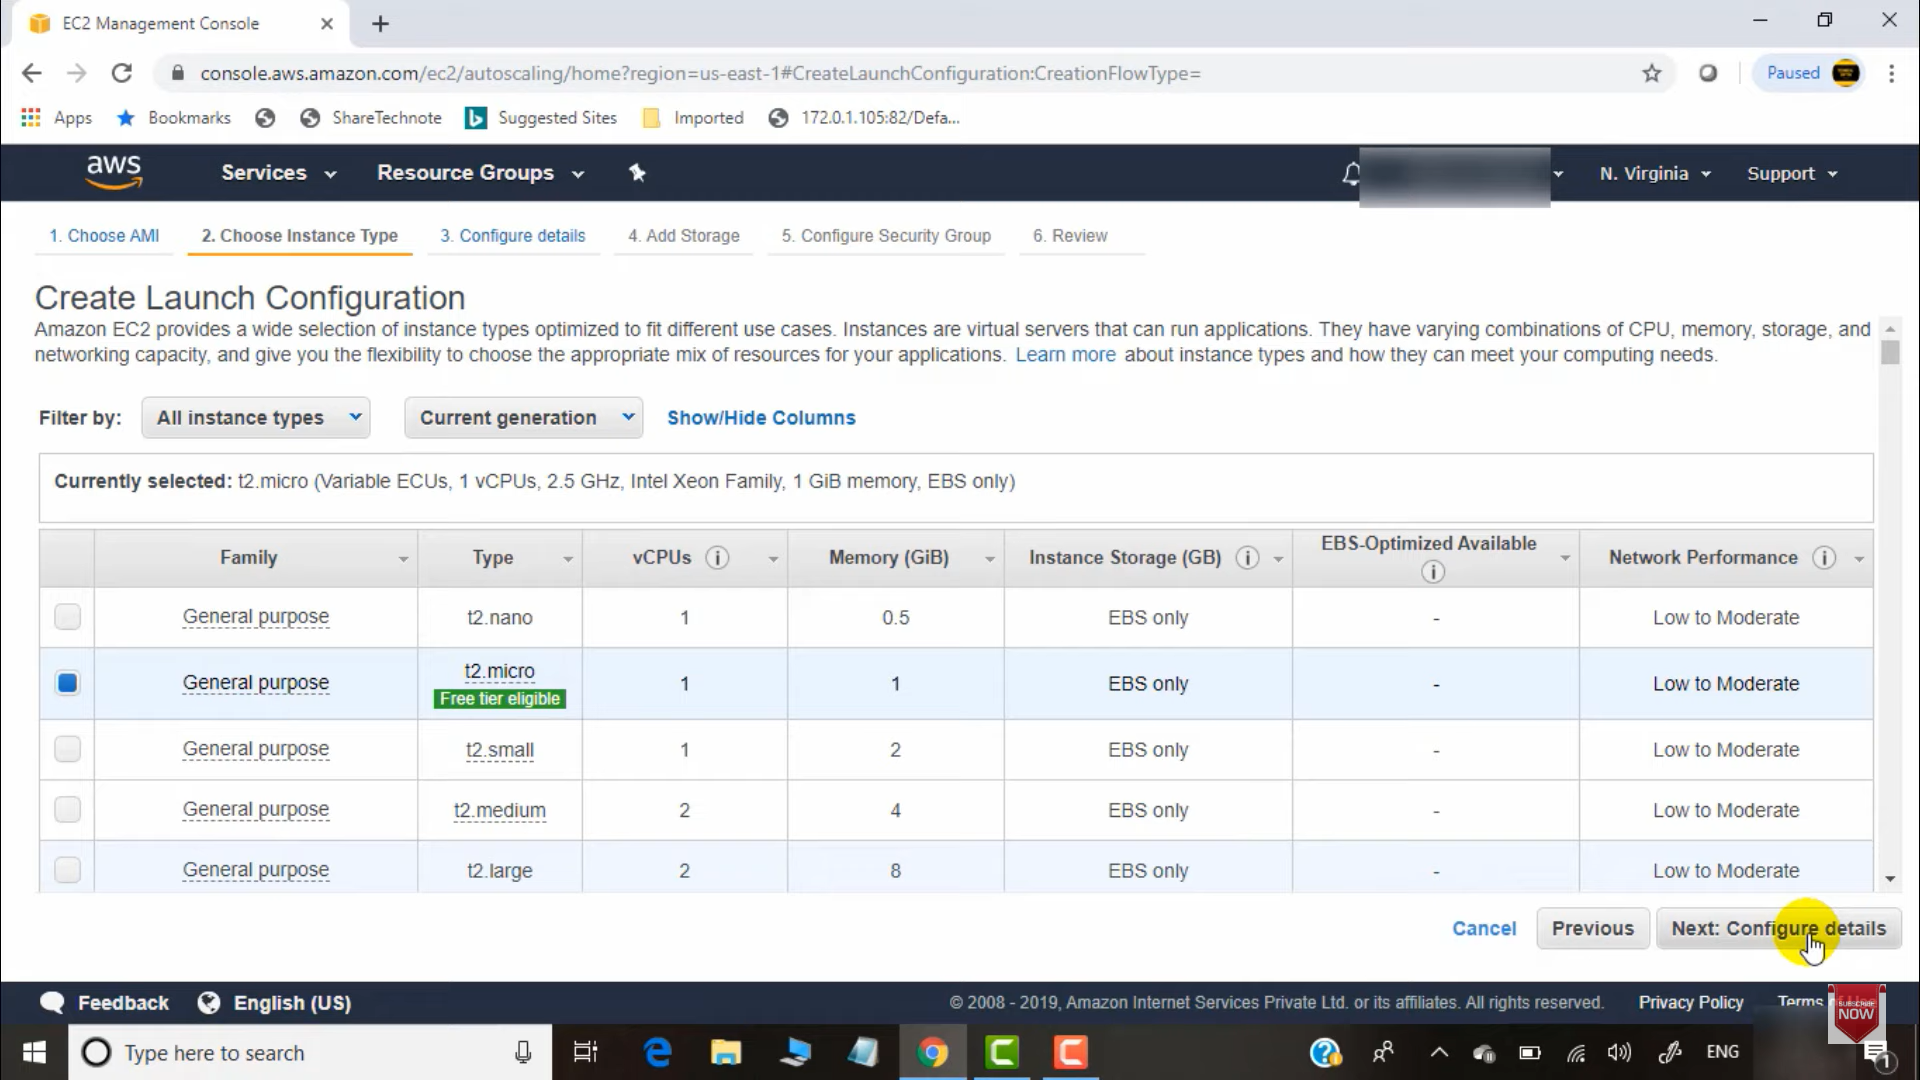 EC2 Management Console
console.aws.amazon.com/ec2/autoscaling/home?region=us-east-1#CreateLaunchConfiguration:CreationFlowType=
Paused
Apps Bookmarks ShareTechnote Suggested Sites Imported 172.0.1.105:82/Defa...
aws Services Resource Groups N. Virginia Support
1. Choose AMI 2. Choose Instance Type 3. Configure details 4. Add Storage 5. Configure Security Group 6. Review
Create Launch Configuration
Amazon EC2 provides a wide selection of instance types optimized to fit different use cases. Instances are virtual servers that can run applications. They have varying combinations of CPU, memory, storage, and
networking capacity, and give you the flexibility to choose the appropriate mix of resources for your applications. Learn more about instance types and how they can meet your computing needs.
Filter by: All instance types Current generation Show/Hide Columns
Currently selected: t2.micro (Variable ECUs, 1 vCPUs, 2.5 GHz, Intel Xeon Family, 1 GiB memory, EBS only)
Family Type vCPUs Memory (GiB) Instance Storage (GB) EBS-Optimized Available Network Performance
General purpose t2.nano 1 0.5 EBS only - Low to Moderate
General purpose t2.micro 1 1 EBS only - Low to Moderate
Free tier eligible
General purpose t2.small 1 2 EBS only - Low to Moderate
General purpose t2.medium 2 4 EBS only - Low to Moderate
General purpose t2.large 2 8 EBS only - Low to Moderate
Cancel Previous Next: Configure details
Feedback English (US) © 2008 - 2019, Amazon Internet Services Private Ltd. or its affiliates. All rights reserved. Privacy Policy Terms
SUBSCRIBE
NOW
Type here to search ENG 1